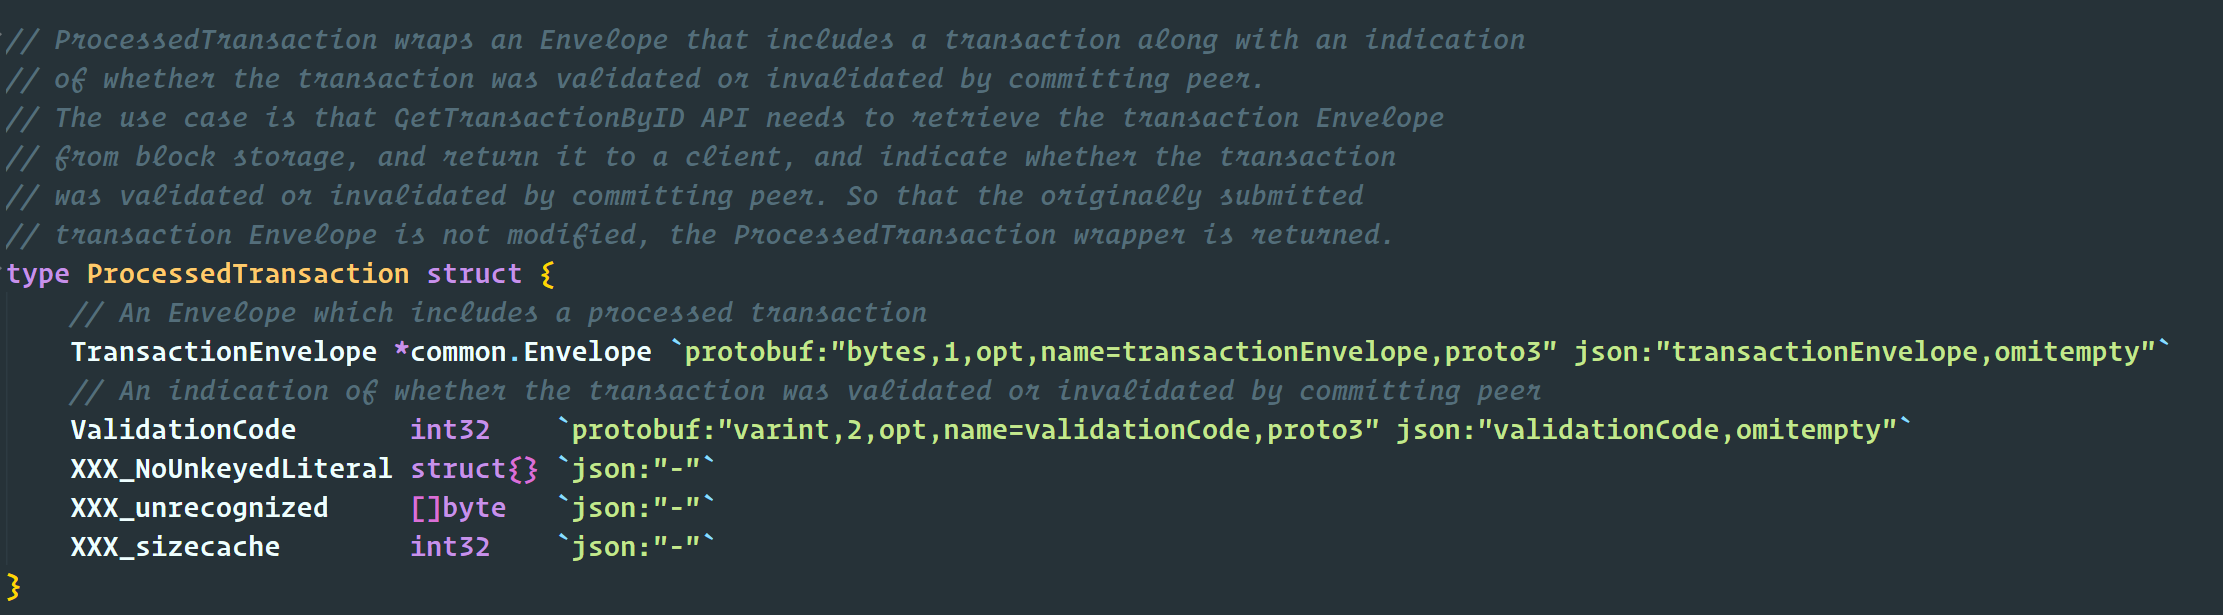 // ProcessedTransaction wraps an Envelope that includes a transaction along with an indication
// of whether the transaction was validated or invalidated by committing peer.
// The use case is that GetTransactionByID API needs to retrieve the transaction Envelope
// from block storage, and return it to a client, and indicate whether the transaction
// was validated or invalidated by committing peer. So that the originally submitted
// transaction Envelope is not modified, the ProcessedTransaction wrapper is returned.
type ProcessedTransaction struct {
    // An Envelope which includes a processed transaction
    TransactionEnvelope *common.Envelope `protobuf:"bytes,1,opt,name=transactionEnvelope,proto3" json:"transactionEnvelope,omitempty"`
    // An indication of whether the transaction was validated or invalidated by committing peer
    ValidationCode       int32    `protobuf:"varint,2,opt,name=validationCode,proto3" json:"validationCode,omitempty"`
    XXX_NoUnkeyedLiteral struct{} `json:"-"`
    XXX_unrecognized     []byte   `json:"-"`
    XXX_sizecache        int32    `json:"-"`
}